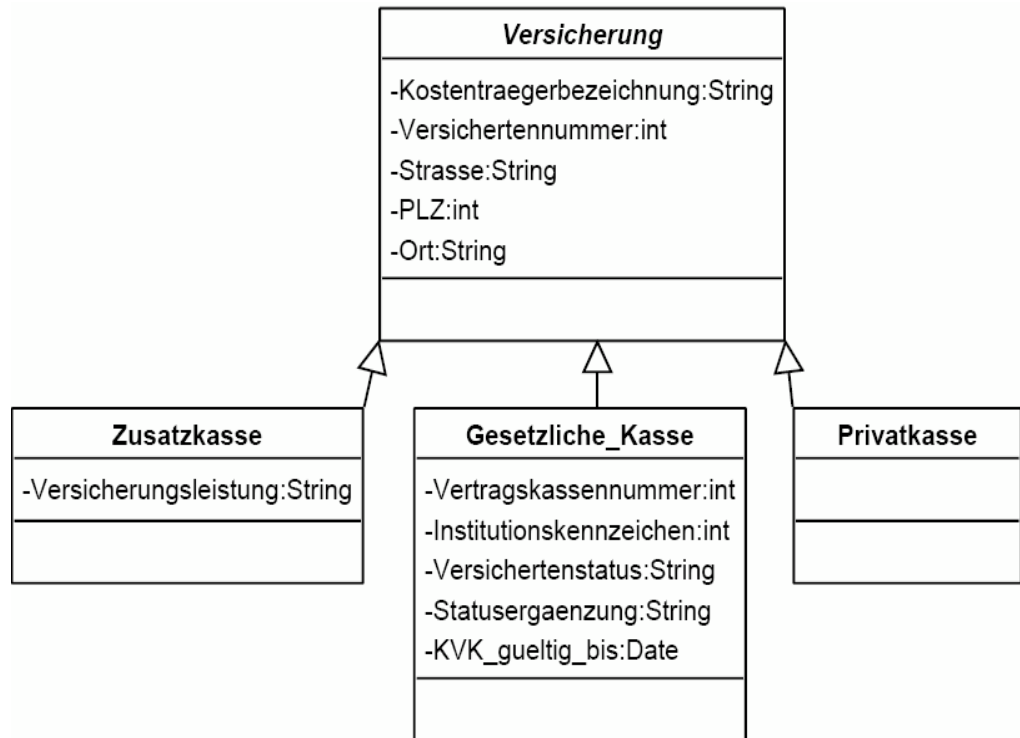 Versicherung
-Kostentraegerbezeichnung:String
-Versichertennummer:int
-Strasse:String
-PLZ:int
-Ort:String
Zusatzkasse
-Versicherungsleistung:String
Gesetzliche_Kasse
-Vertragskassennummer:int
-Institutionskennzeichen:int
-Versichertenstatus:String
-Statusergaenzung:String
-KVK_gueltig_bis:Date
Privatkasse